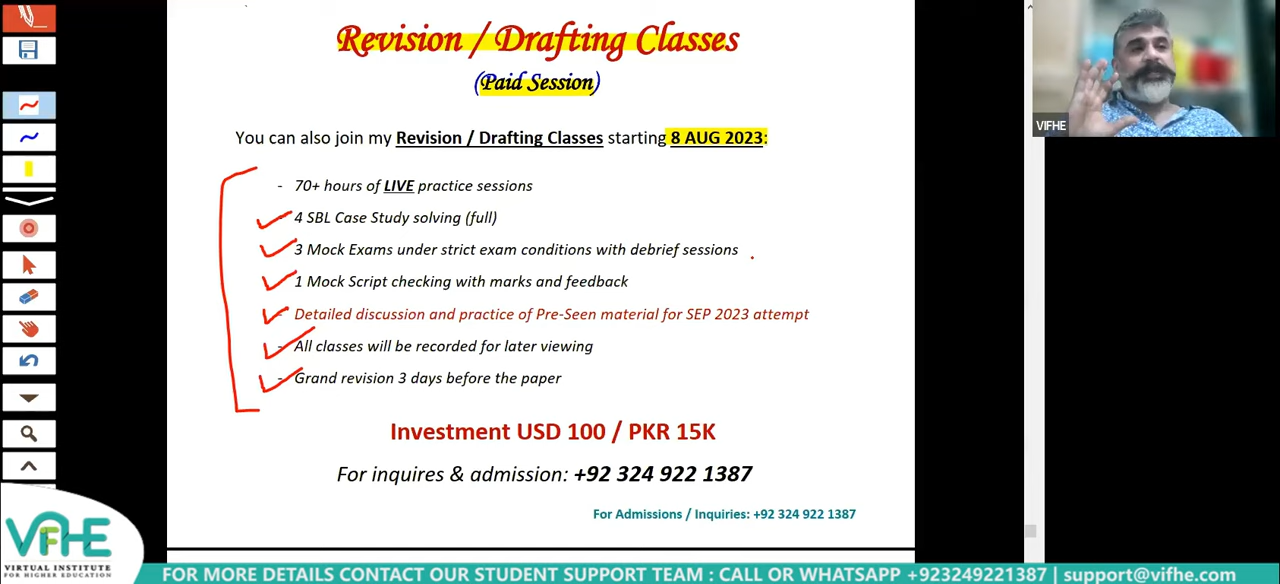 Revision / Drafting Classes
(Paid Session)
You can also join my Revision / Drafting Classes starting 8 AUG 2023:
- 70+ hours of LIVE practice sessions
- 4 SBL Case Study solving (full)
- 3 Mock Exams under strict exam conditions with debrief sessions
- 1 Mock Script checking with marks and feedback
- Detailed discussion and practice of Pre-Seen material for SEP 2023 attempt
- All classes will be recorded for later viewing
- Grand revision 3 days before the paper
Investment USD 100 / PKR 15K
For inquires & admission: +92 324 922 1387
For Admissions / Inquiries: +92 324 922 1387
VIFHE
VIFHE
VIRTUAL INSTITUTE
FOR HIGHER EDUCATION
FOR MORE DETAILS CONTACT OUR STUDENT SUPPORT TEAM : CALL OR WHATSAPP +923249221387 | support@vifhe.com